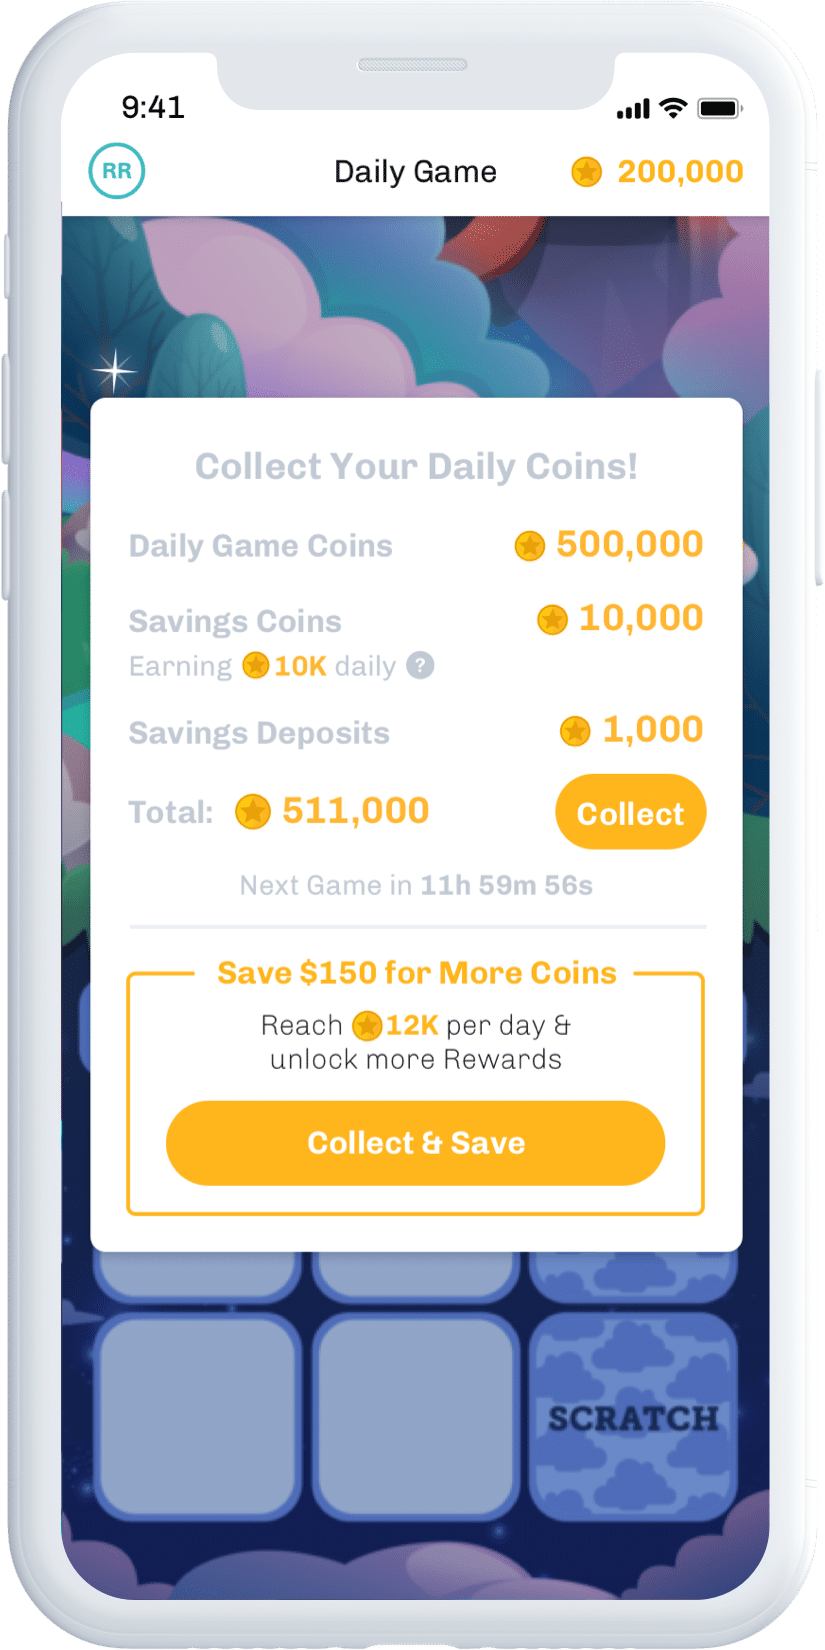 9:41
RR Daily Game 200,000
Collect Your Daily Coins!
Daily Game Coins 500,000
Savings Coins 10,000
Earning 10K daily ?
Savings Deposits 1,000
Total: 511,000 Collect
Next Game in 11h 59m 56s
Save $150 for More Coins
Reach 12K per day &
unlock more Rewards
Collect & Save
SCRATCH